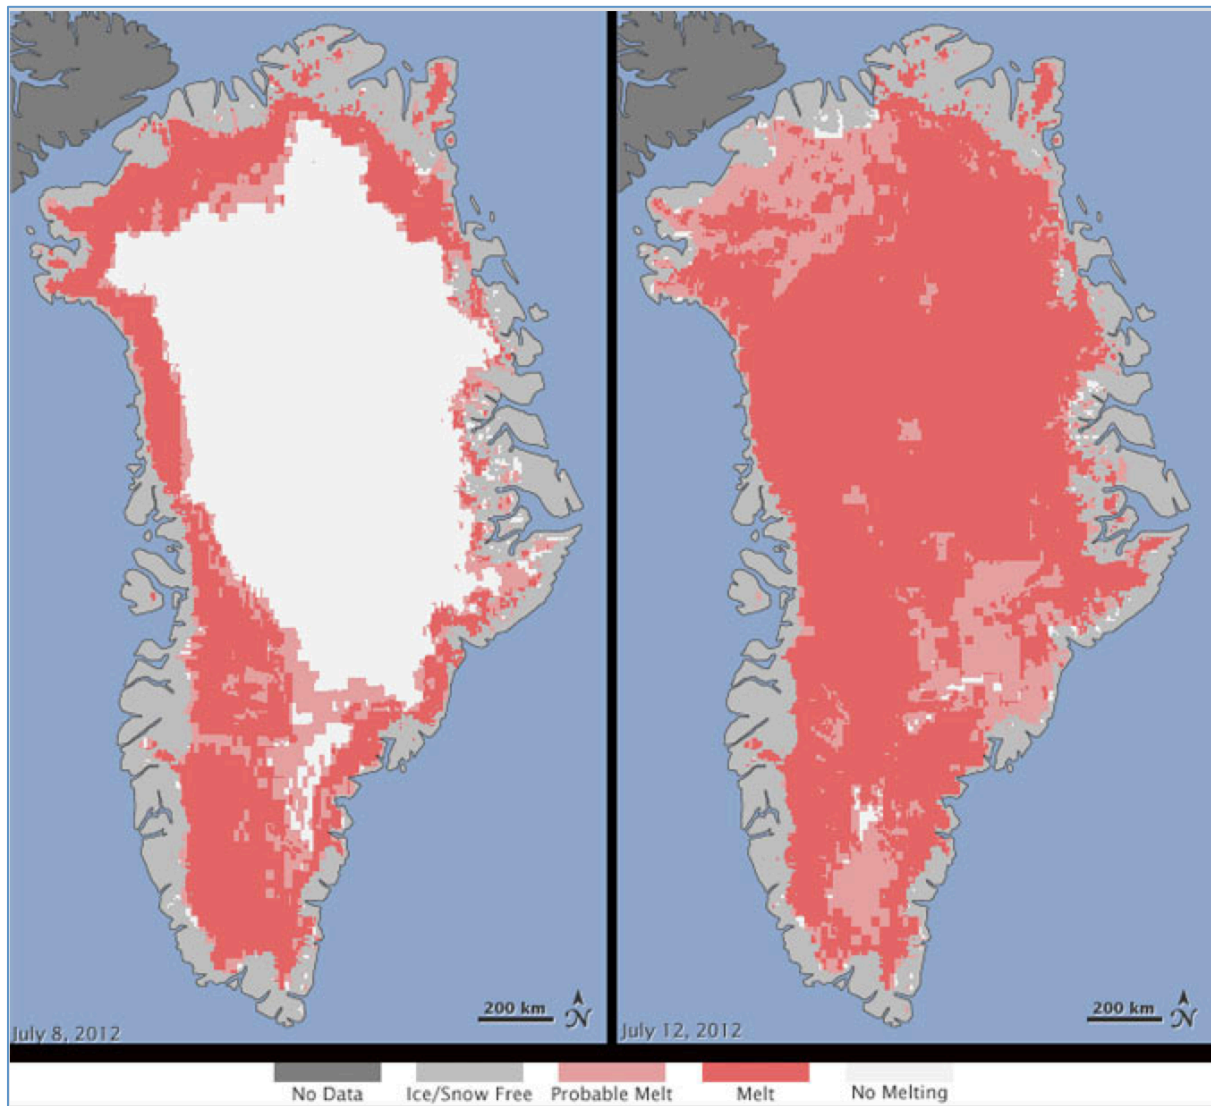 200 km
N
July 8, 2012
200 km
N
July 12, 2012
No Data
Ice/Snow Free
Probable Melt
Melt
No Melting